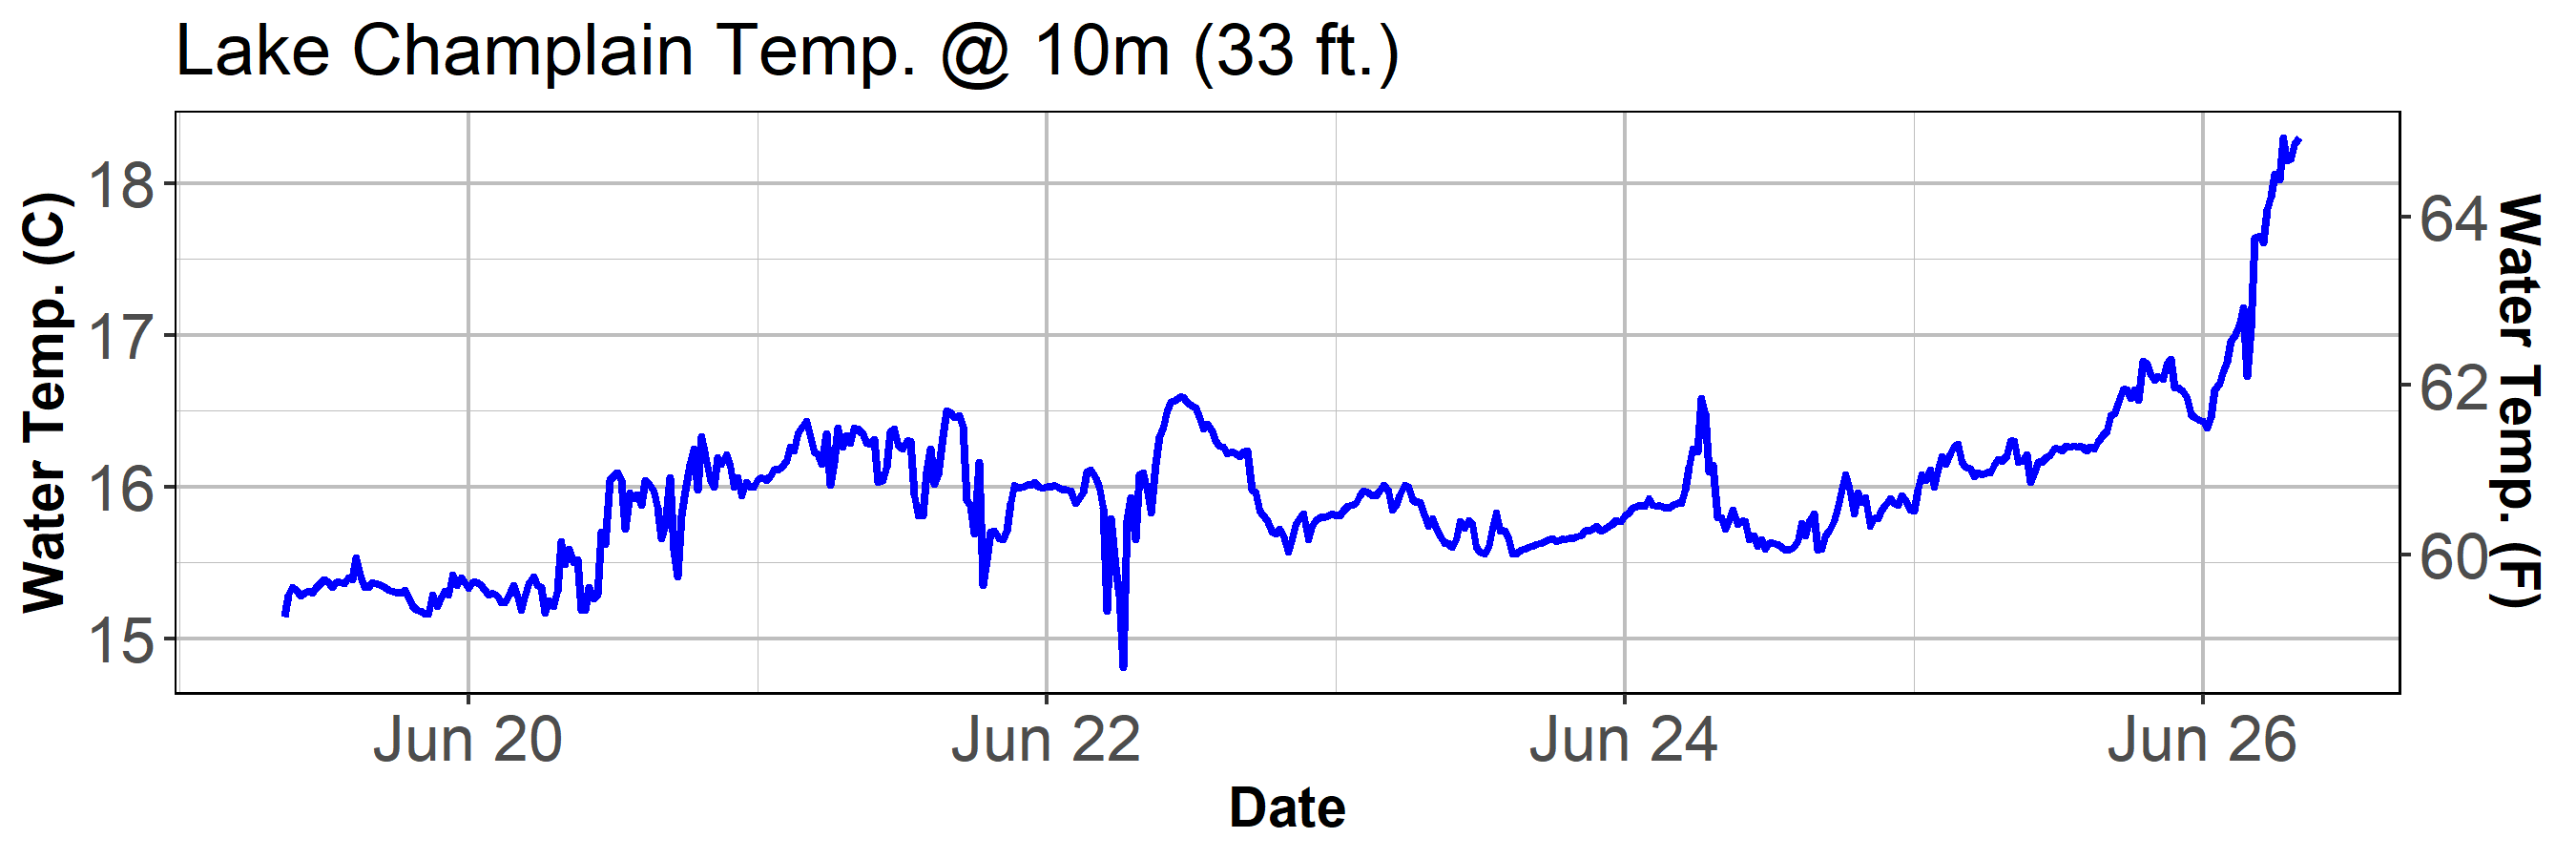 Lake Champlain Temp. @ 10m (33 ft.)
Water Temp. (C)
18
17
16
15
64
62
60
Water Temp. (F)
Jun 20
Jun 22
Jun 24
Jun 26
Date